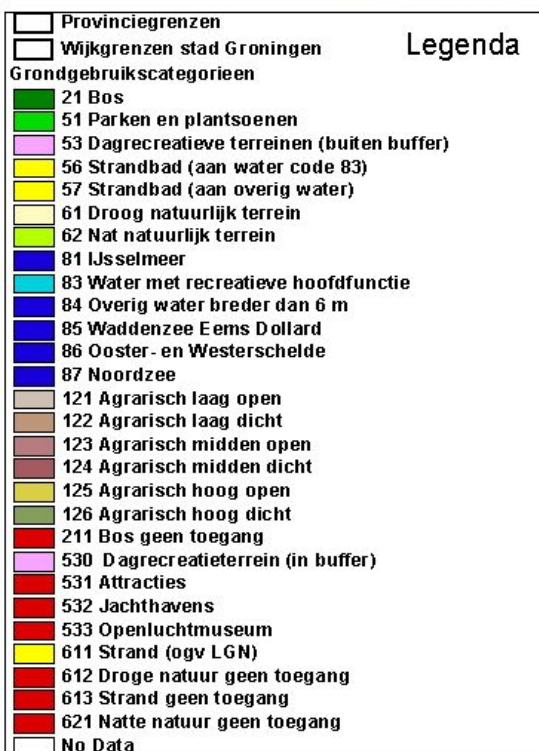 Provinciegrenzen
Wijkgrenzen stad Groningen
Legenda
Grondgebruikscategorieen
21 Bos
51 Parken en plantsoenen
53 Dagrecreatieve terreinen (buiten buffer)
56 Strandbad (aan water code 83)
57 Strandbad (aan overig water)
61 Droog natuurlijk terrein
62 Nat natuurlijk terrein
81 IJsselmeer
83 Water met recreatieve hoofdfunctie
84 Overig water breder dan 6 m
85 Waddenzee Eems Dollard
86 Ooster- en Westerschelde
87 Noordzee
121 Agrarisch laag open
122 Agrarisch laag dicht
123 Agrarisch midden open
124 Agrarisch midden dicht
125 Agrarisch hoog open
126 Agrarisch hoog dicht
211 Bos geen toegang
530 Dagrecreatieterrein (in buffer)
531 Attracties
532 Jachthavens
533 Openluchtmuseum
611 Strand (ogv LGN)
612 Droge natuur geen toegang
613 Strand geen toegang
621 Natte natuur geen toegang
No Data